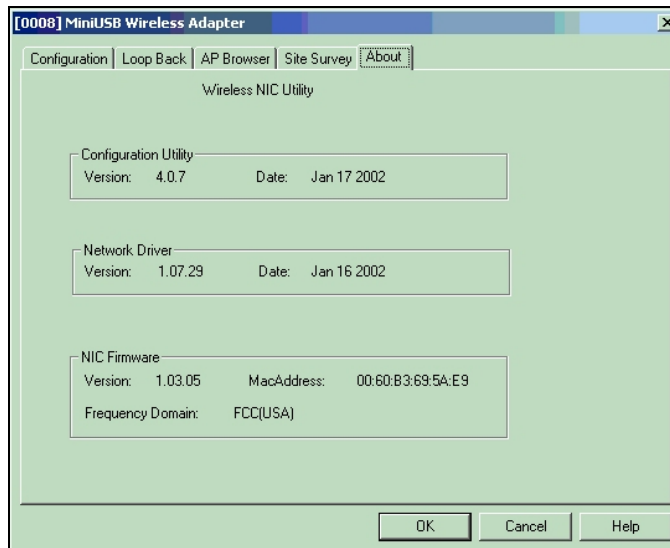 [0008] MiniUSB Wireless Adapter
Configuration Loop Back AP Browser Site Survey About
Wireless NIC Utility
Configuration Utility
Version: 4.0.7 Date: Jan 17 2002
Network Driver
Version: 1.07.29 Date: Jan 16 2002
NIC Firmware
Version: 1.03.05 MacAddress: 00:60:B3:69:5A:E9
Frequency Domain: FCC(USA)
OK Cancel Help